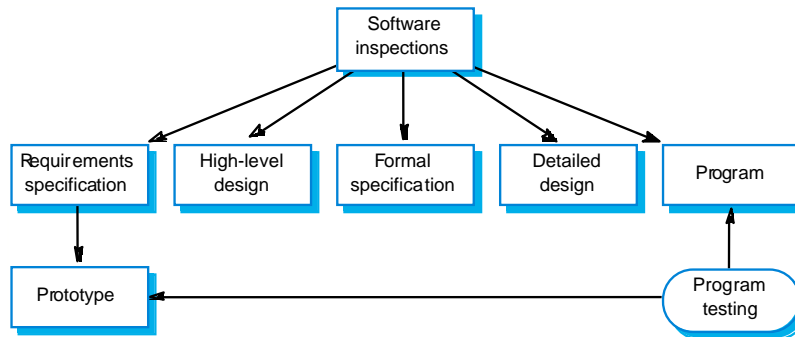 Software
inspections
Requirements
specification
High-level
design
Formal
specification
Detailed
design
Program
Prototype
Program
testing